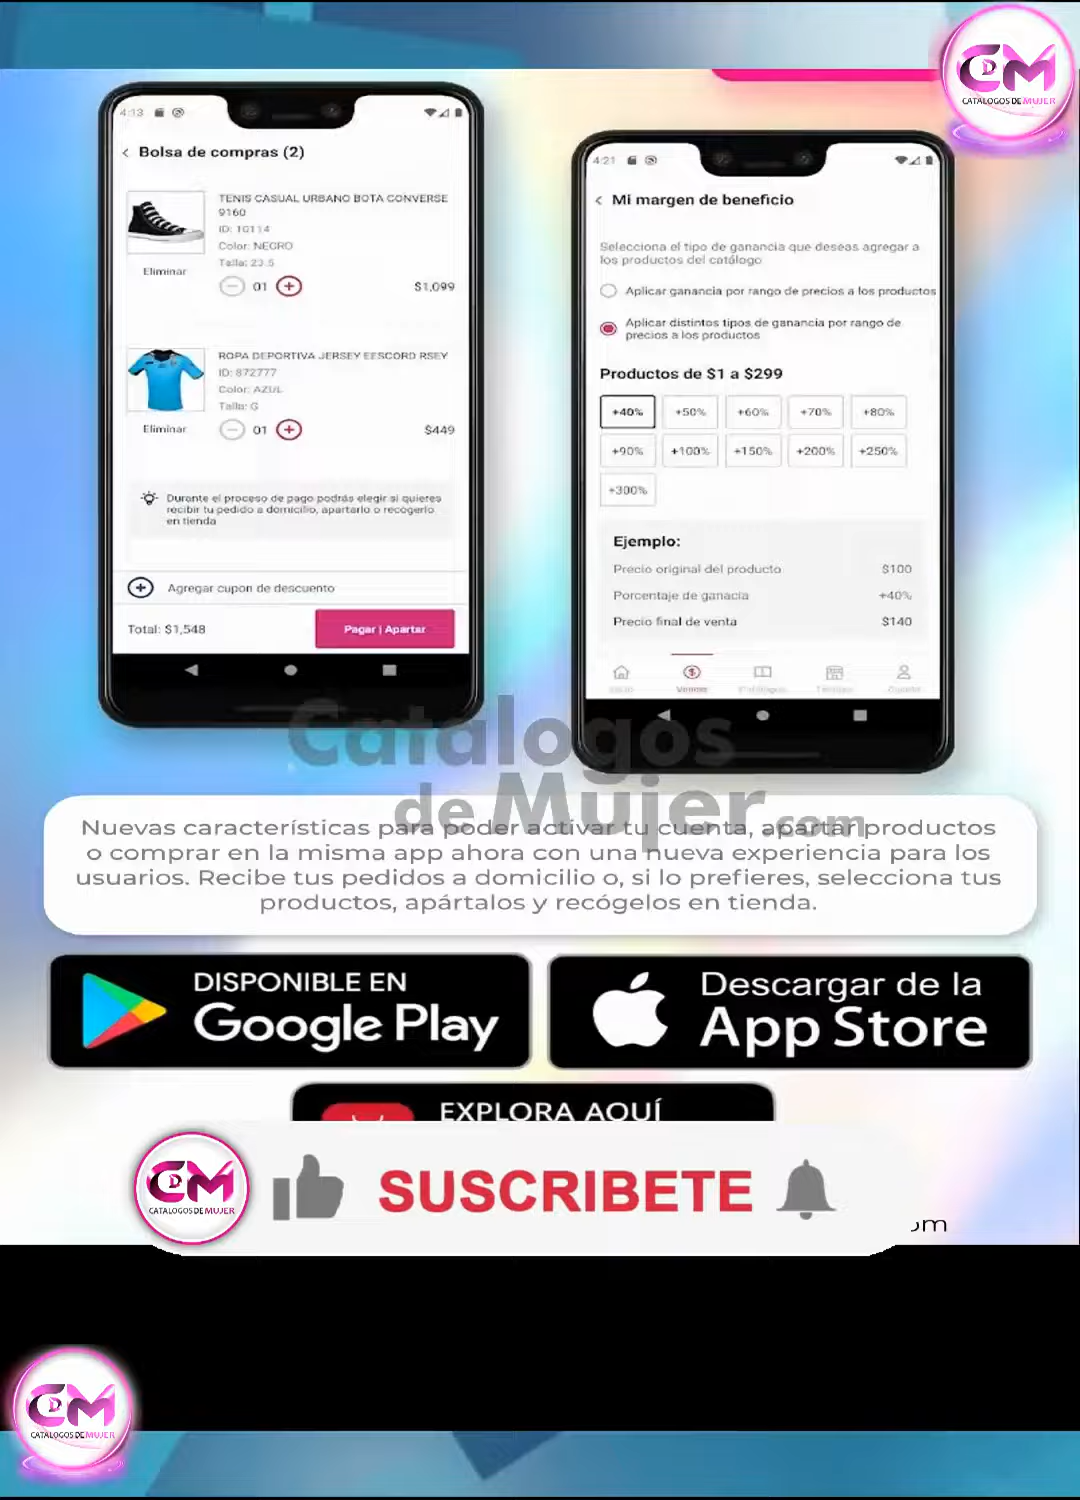 CDM
CATALOGOS DE MUJER
4:13
Bolsa de compras (2)
TENIS CASUAL URBANO BOTA CONVERSE
9160
ID: 10114
Color: NEGRO
Talla: 23.5
Eliminar
01
$1,099
ROPA DEPORTIVA JERSEY EESCORD RSEY
ID: 872777
Color: AZUL
Talla: G
Eliminar
01
$449
Durante el proceso de pago podrás elegir si quieres
recibir tu pedido a domicilio, apartarlo o recogerlo
en tienda
Agregar cupon de descuento
Total: $1,548
Pagar | Apartar
4:21
Mi margen de beneficio
Selecciona el tipo de ganancia que deseas agregar a
los productos del catálogo
Aplicar ganancia por rango de precios a los productos
Aplicar distintos tipos de ganancia por rango de
precios a los productos
Productos de $1 a $299
+40% +50% +60% +70% +80%
+90% +100% +150% +200% +250%
+300%
Ejemplo:
Precio original del producto $100
Porcentaje de ganacia +40%
Precio final de venta $140
Inicio Vender Catálogos Tiendas
Catalogos
de Mujer.com
Nuevas características para poder activar tu cuenta, apartar productos
o comprar en la misma app ahora con una nueva experiencia para los
usuarios. Recibe tus pedidos a domicilio o, si lo prefieres, selecciona tus
productos, apártalos y recógelos en tienda.
DISPONIBLE EN
Google Play
Descargar de la
App Store
EXPLORA AQUÍ
CDM
CATALOGOS DE MUJER
SUSCRIBETE
om
CDM
CATALOGOS DE MUJER